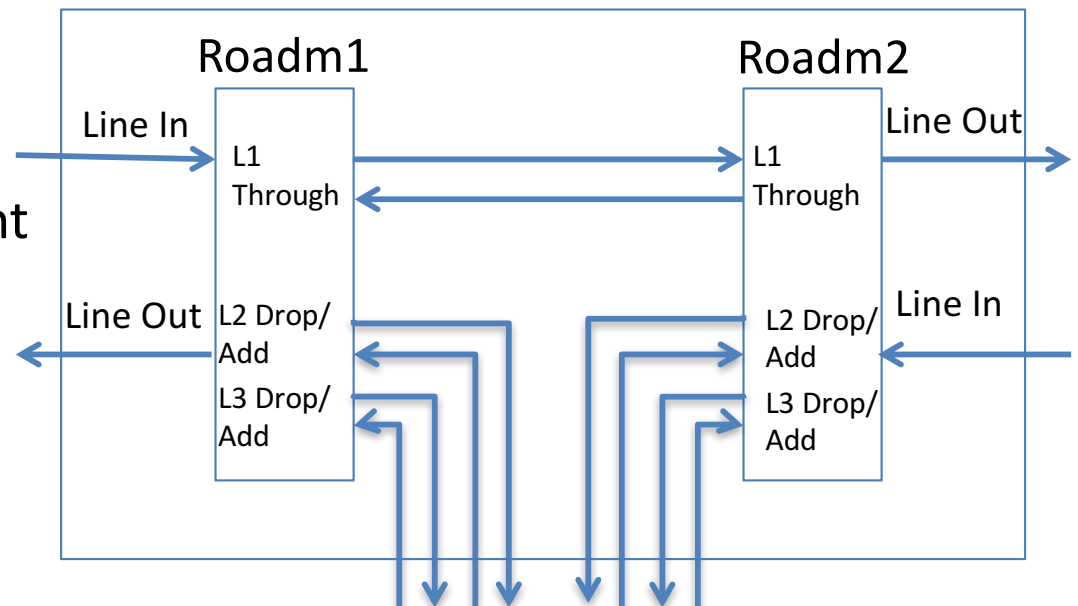 Roadm1
Roadm2
Line In
Line Out
L1
Through
L1
Through
nt
Line Out
L2 Drop/
Add
L3 Drop/
Add
L2 Drop/
Add
L3 Drop/
Add
Line In